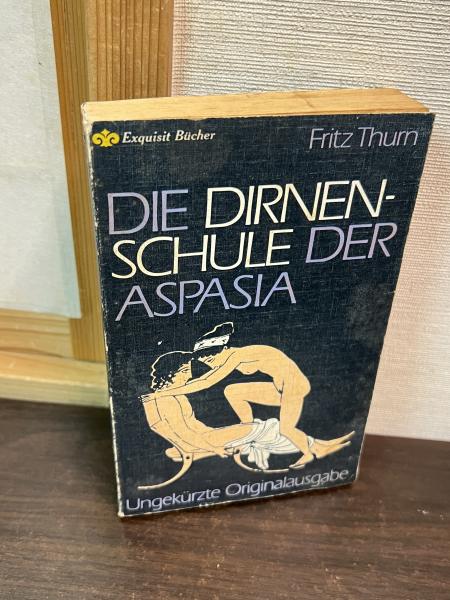 Exquisit Bücher
Fritz Thurn
DIE DIRNEN-
SCHULE DER
ASPASIA
Ungekürzte Originalausgabe